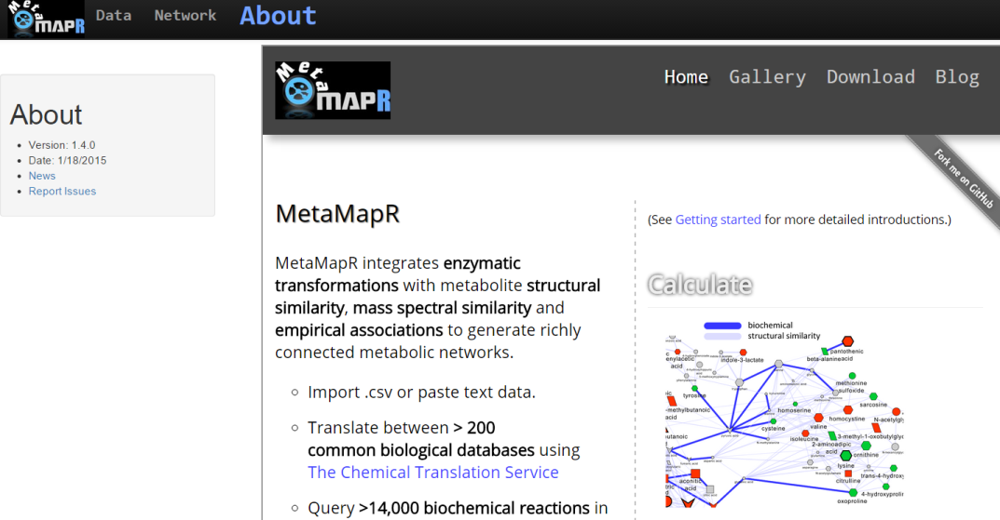 Meta
MAPR
Data Network About
About
Version: 1.4.0
Date: 1/18/2015
News
Report Issues
Meta
MAPR
Home Gallery Download Blog
Fork me on GitHub
MetaMapR
MetaMapR integrates enzymatic
transformations with metabolite structural
similarity, mass spectral similarity and
empirical associations to generate richly
connected metabolic networks.
Import .csv or paste text data.
Translate between > 200
common biological databases using
The Chemical Translation Service
Query >14,000 biochemical reactions in
(See Getting started for more detailed introductions.)
Calculate
biochemical
structural similarity
pantothenic
acid
beta-alanine
indole-3-lactate
enylacetic
acid
methionine
sulfoxide
tyrosine
sarcosine
-methylbutanoic
acid
homoserine
homocystine
valine
N-acetylgly
cysteine
isoleucine
3-methyl-1-oxobutylglyc
utanoic
acid
2-aminoadipic
acid
ornithine
lysine
citrulline
trans-4-hydroxy
aconitic
acid
4-hydroxyprolin
oxoproline